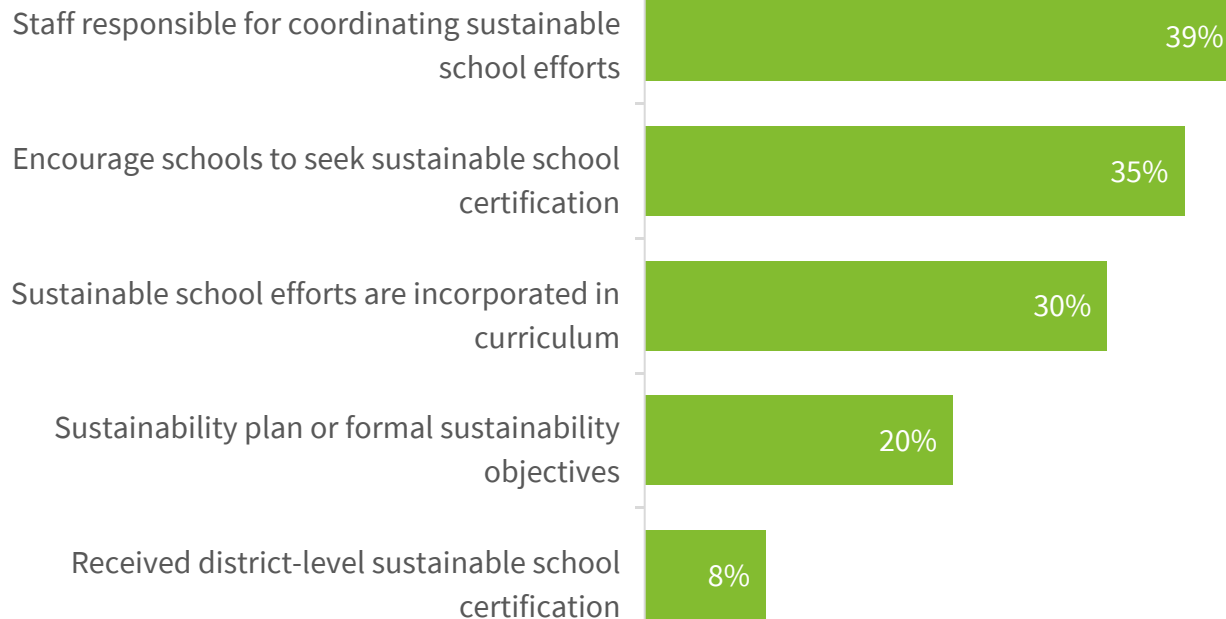 Staff responsible for coordinating sustainable
school efforts
39%
Encourage schools to seek sustainable school
certification
35%
Sustainable school efforts are incorporated in
curriculum
30%
Sustainability plan or formal sustainability
objectives
20%
Received district-level sustainable school
certification
8%